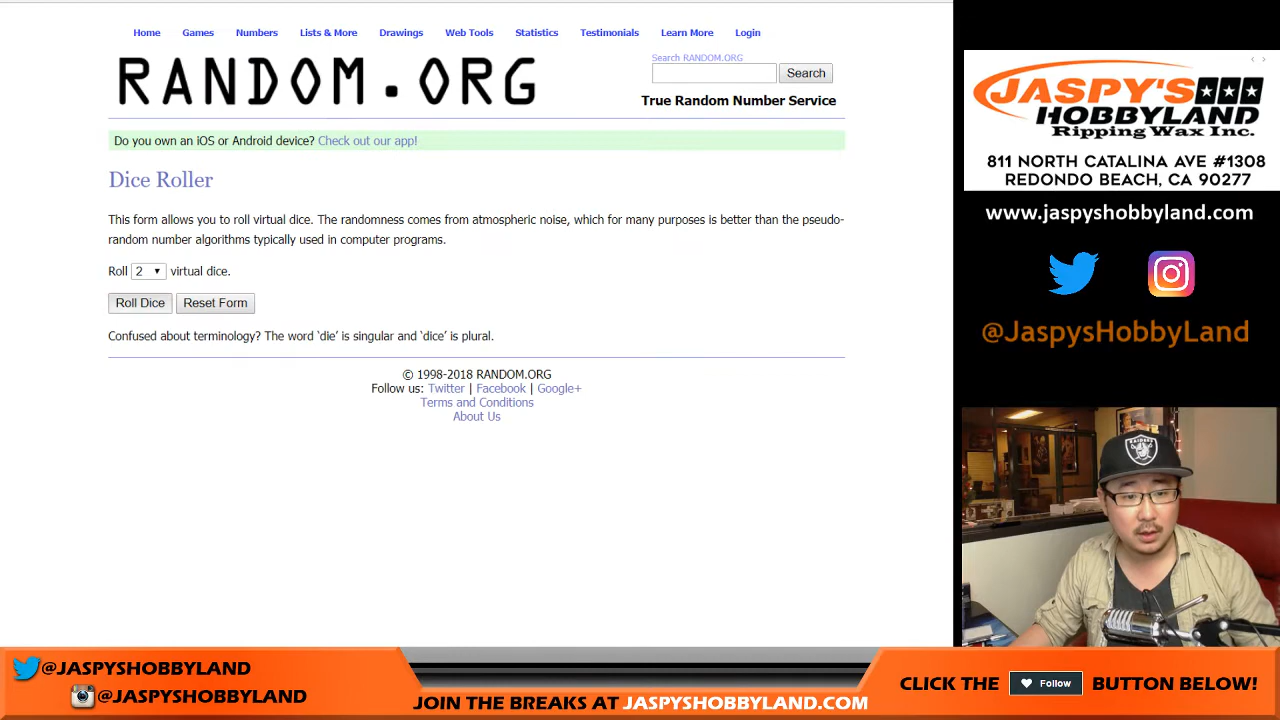 Home Games Numbers Lists & More Drawings Web Tools Statistics Testimonials Learn More Login
RANDOM.ORG
Search RANDOM.ORG
Search
True Random Number Service
Do you own an iOS or Android device? Check out our app!
Dice Roller
This form allows you to roll virtual dice. The randomness comes from atmospheric noise, which for many purposes is better than the pseudo-
random number algorithms typically used in computer programs.
Roll 2 virtual dice.
Roll Dice Reset Form
Confused about terminology? The word ‘die’ is singular and ‘dice’ is plural.
© 1998-2018 RANDOM.ORG
Follow us: Twitter | Facebook | Google+
Terms and Conditions
About Us
JASPY'S
HOBBYLAND
Ripping Wax Inc.
811 NORTH CATALINA AVE #1308
REDONDO BEACH, CA 90277
www.jaspyshobbyland.com
@JaspysHobbyLand
RAIDERS
@JASPYSHOBBYLAND
@JASPYSHOBBYLAND
JOIN THE BREAKS AT JASPYSHOBBYLAND.COM
CLICK THE Follow BUTTON BELOW!